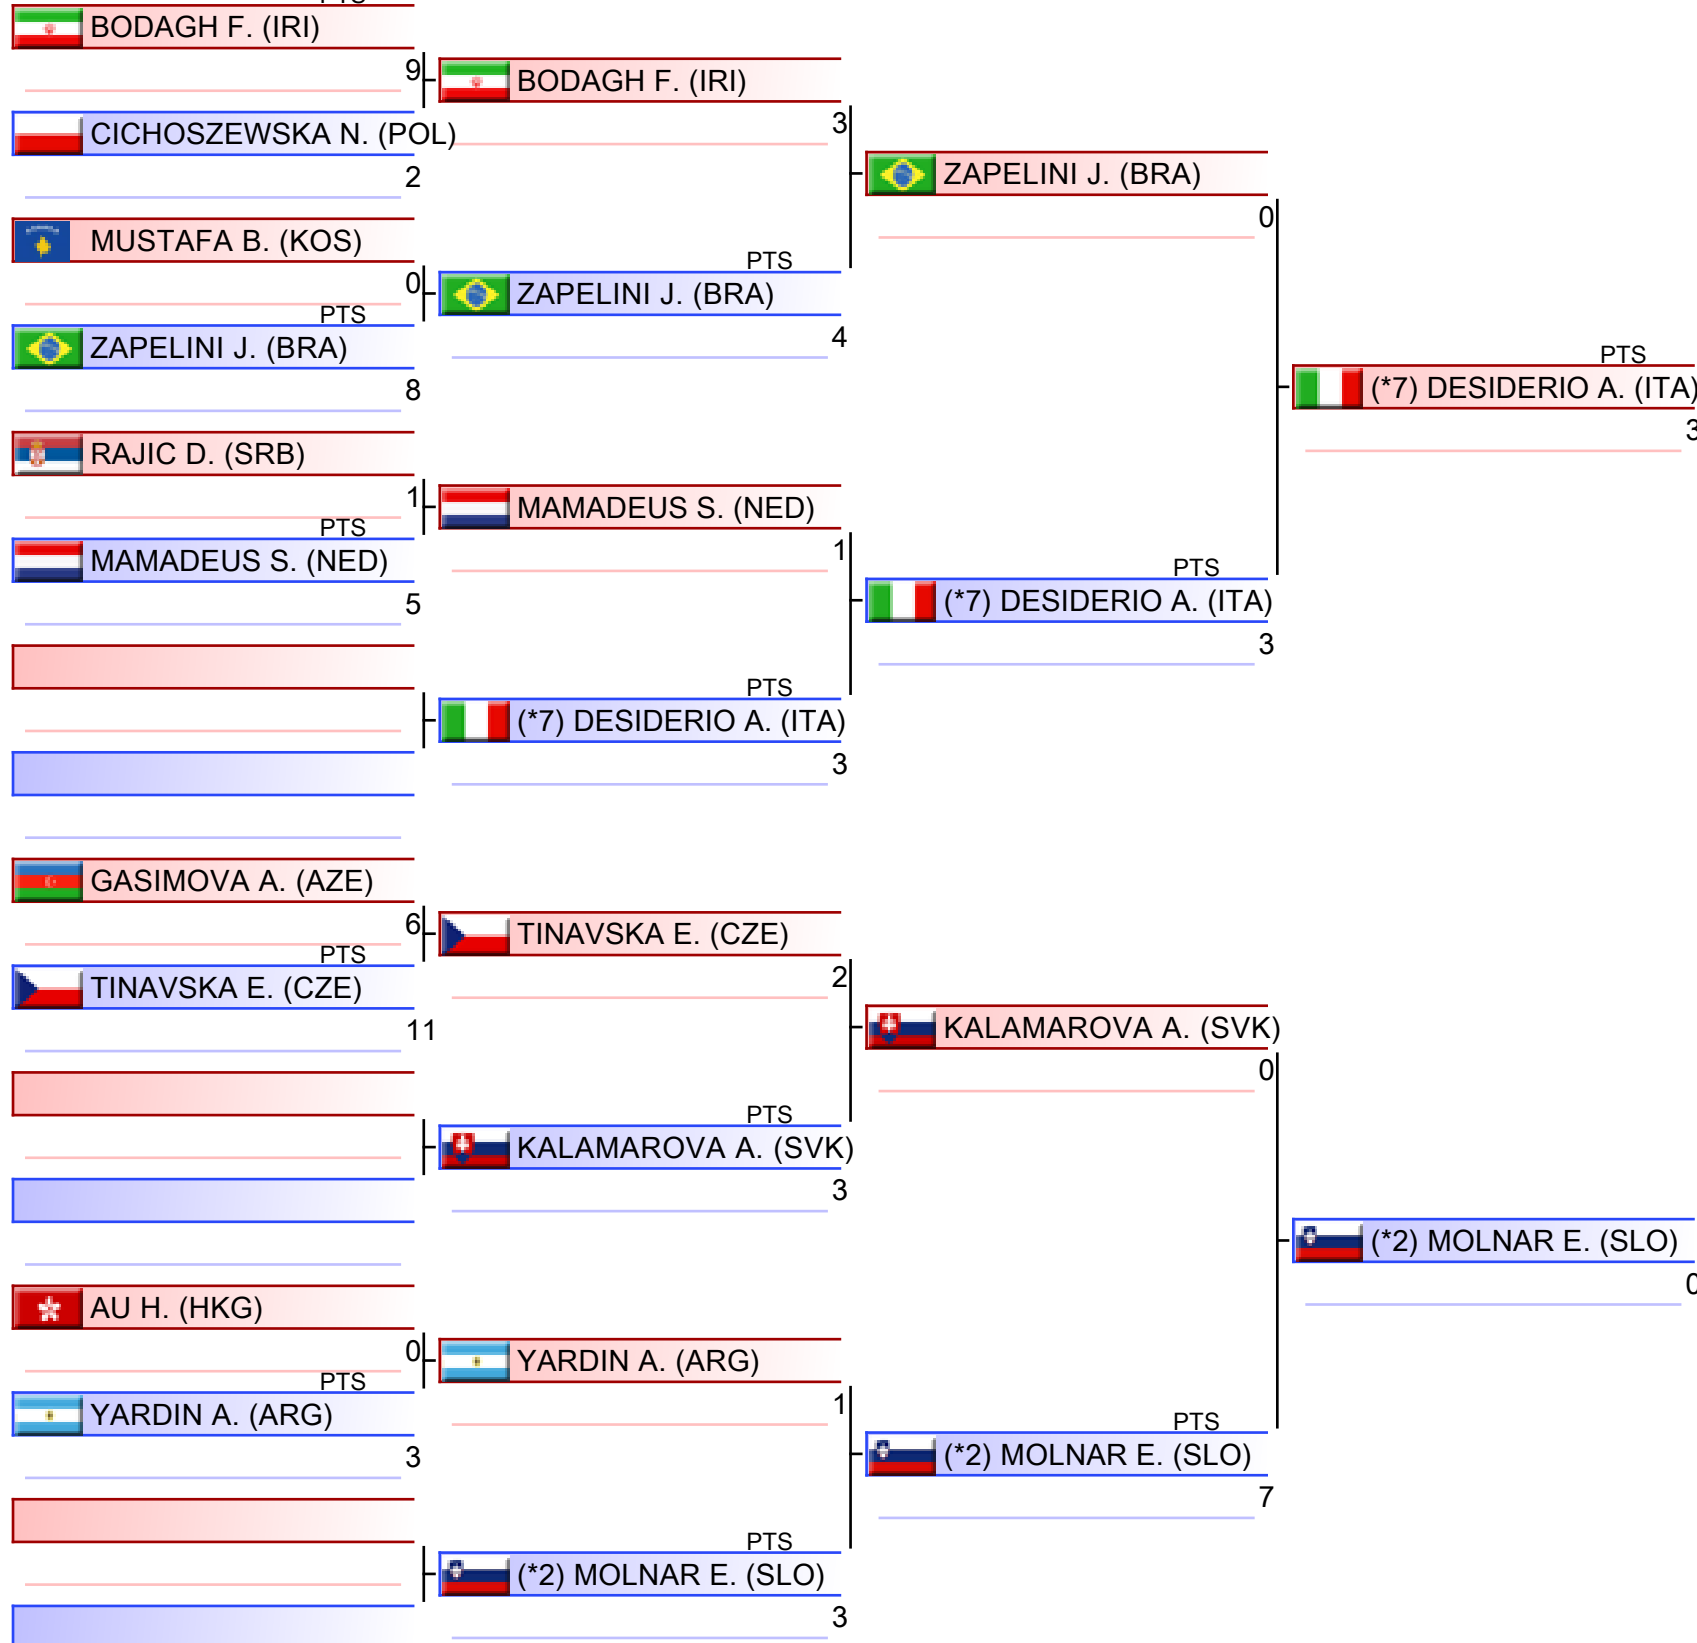 PTS
BODAGH F. (IRI)
9
BODAGH F. (IRI)
3
CICHOSZEWSKA N. (POL)
2
ZAPELINI J. (BRA)
0
MUSTAFA B. (KOS)
0
PTS
ZAPELINI J. (BRA)
4
PTS
ZAPELINI J. (BRA)
8
PTS
(*7) DESIDERIO A. (ITA)
3
RAJIC D. (SRB)
1
MAMADEUS S. (NED)
1
PTS
MAMADEUS S. (NED)
5
PTS
(*7) DESIDERIO A. (ITA)
3
PTS
(*7) DESIDERIO A. (ITA)
3
GASIMOVA A. (AZE)
6
TINAVSKA E. (CZE)
2
PTS
TINAVSKA E. (CZE)
11
KALAMAROVA A. (SVK)
0
PTS
KALAMAROVA A. (SVK)
3
(*2) MOLNAR E. (SLO)
0
AU H. (HKG)
0
YARDIN A. (ARG)
1
PTS
YARDIN A. (ARG)
3
PTS
(*2) MOLNAR E. (SLO)
7
PTS
(*2) MOLNAR E. (SLO)
3